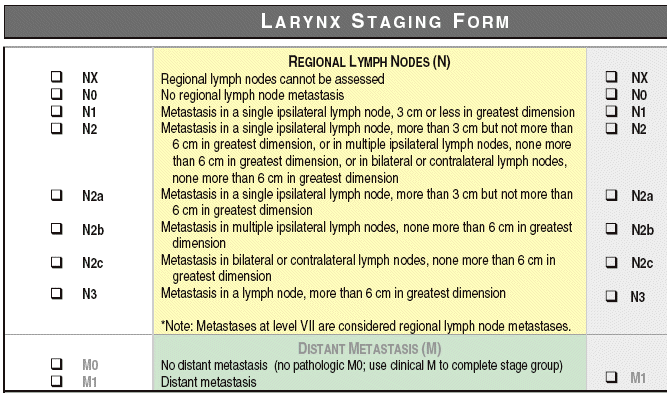 LARYNX STAGING FORM
REGIONAL LYMPH NODES (N)
❑ NX Regional lymph nodes cannot be assessed ❑ NX
❑ N0 No regional lymph node metastasis ❑ N0
❑ N1 Metastasis in a single ipsilateral lymph node, 3 cm or less in greatest dimension ❑ N1
❑ N2 Metastasis in a single ipsilateral lymph node, more than 3 cm but not more than ❑ N2
6 cm in greatest dimension, or in multiple ipsilateral lymph nodes, none more
than 6 cm in greatest dimension, or in bilateral or contralateral lymph nodes,
none more than 6 cm in greatest dimension
❑ N2a Metastasis in a single ipsilateral lymph node, more than 3 cm but not more than ❑ N2a
6 cm in greatest dimension
❑ N2b Metastasis in multiple ipsilateral lymph nodes, none more than 6 cm in greatest ❑ N2b
dimension
❑ N2c Metastasis in bilateral or contralateral lymph nodes, none more than 6 cm in ❑ N2c
greatest dimension
❑ N3 Metastasis in a lymph node, more than 6 cm in greatest dimension ❑ N3
*Note: Metastases at level VII are considered regional lymph node metastases.
DISTANT METASTASIS (M)
❑ M0 No distant metastasis (no pathologic M0; use clinical M to complete stage group)
❑ M1 Distant metastasis ❑ M1